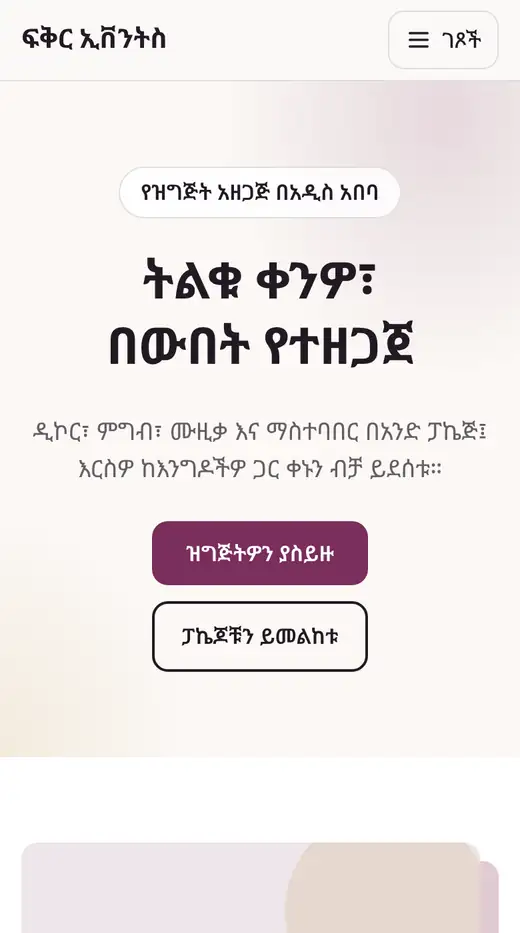 ፍቅር ኢቨንትስ
ገጾች
የዝግጅት አዘጋጅ በአዲስ አበባ
ትልቁ ቀንዎ፣
በውበት የተዘጋጀ
ዲኮር፣ ምግብ፣ ሙዚቃ እና ማስተባበር በአንድ ፓኬጅ፤
እርስዎ ከእንግዶችዎ ጋር ቀኑን ብቻ ይደሰቱ።
ዝግጅትዎን ያስይዙ
ፓኬጆቹን ይመልከቱ